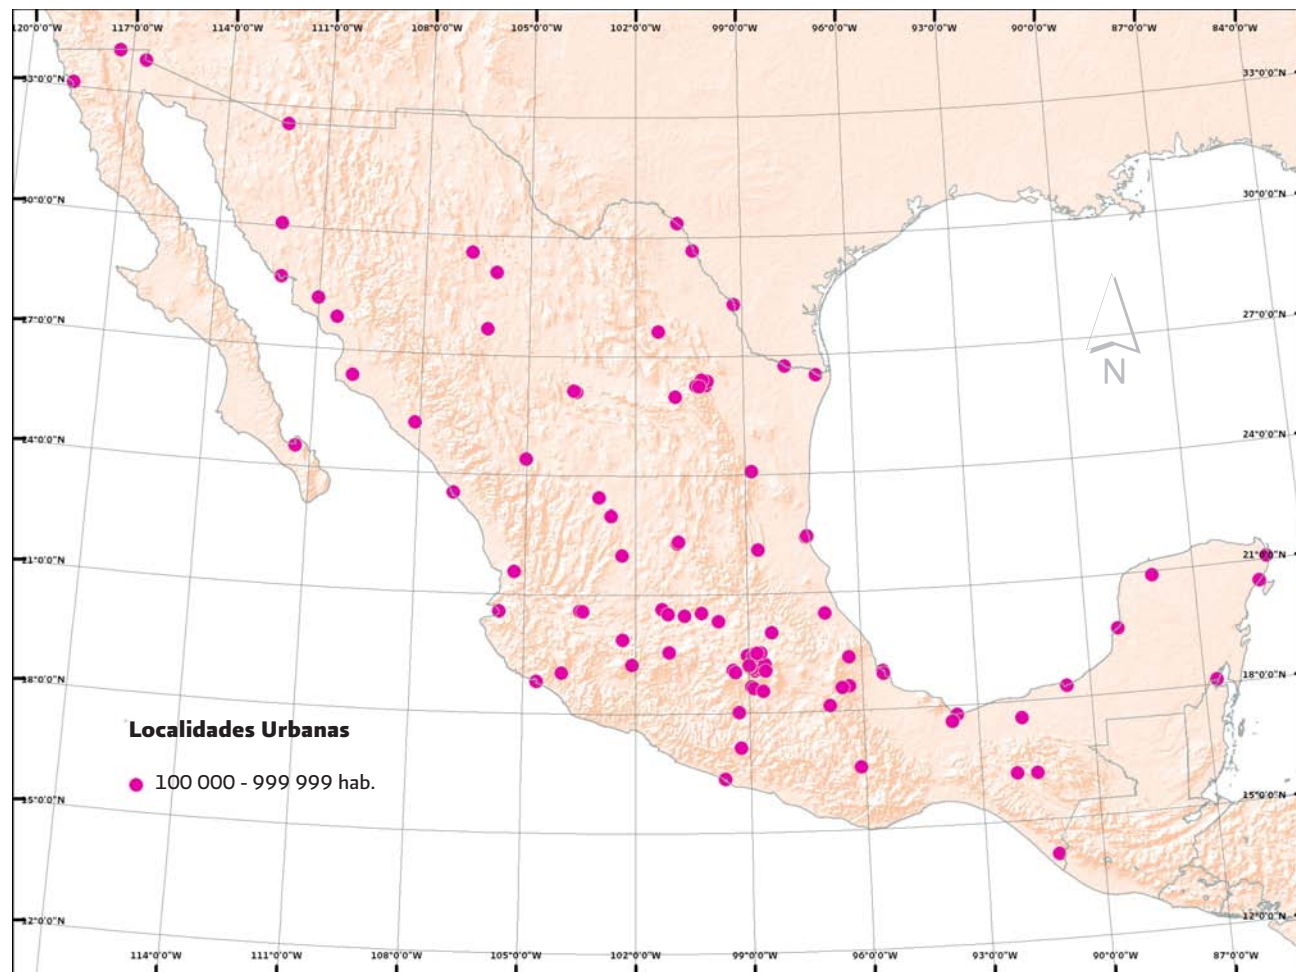 120°0'0"N 117°0'0"W 114°0'0"W 111°0'0"W 108°0'0"W 105°0'0"W 102°0'0"W 99°0'0"W 96°0'0"W 93°0'0"W 90°0'0"W 87°0'0"W 84°0'0"W
33°0'0"N 33°0'0"N
30°0'0"N 30°0'0"N
27°0'0"N 27°0'0"N
N
24°0'0"N 24°0'0"N
21°0'0"N 21°0'0"N
18°0'0"N 18°0'0"N
Localidades Urbanas
100 000 - 999 999 hab.
15°0'0"N 15°0'0"N
12°0'0"N 12°0'0"N
114°0'0"W 111°0'0"W 108°0'0"W 105°0'0"W 102°0'0"W 99°0'0"W 96°0'0"W 93°0'0"W 90°0'0"W 87°0'0"W